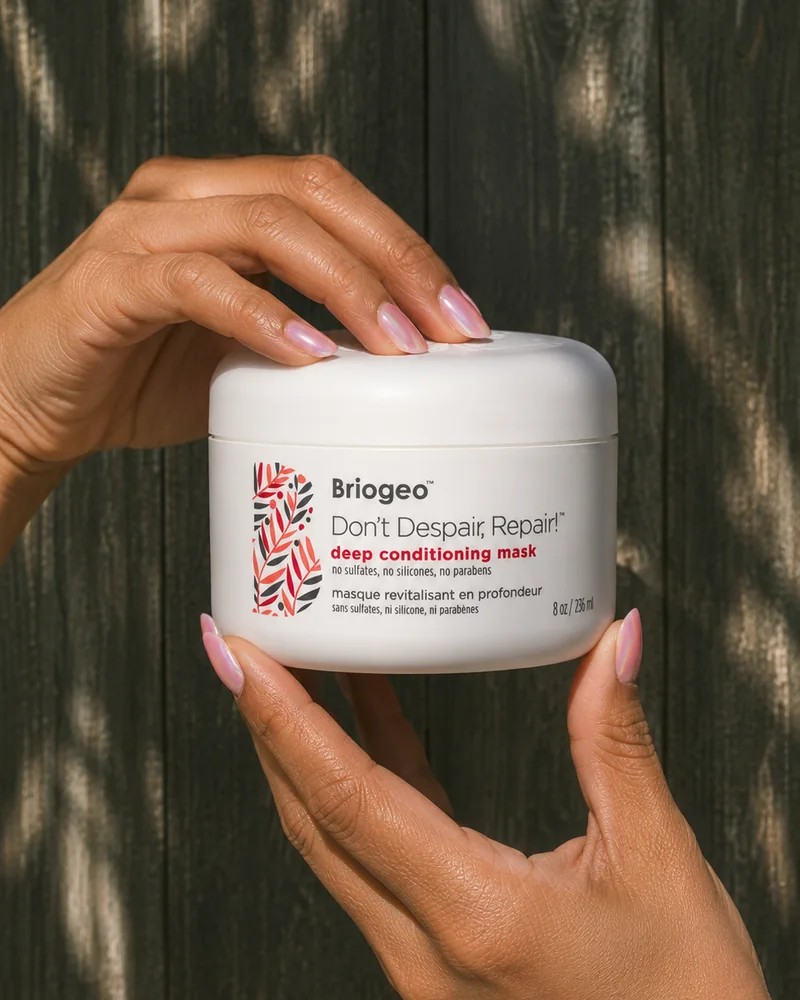 Briogeo™
Don't Despair, Repair!™
deep conditioning mask
no sulfates, no silicones, no parabens
masque revitalisant en profondeur
sans sulfates, ni silicone, ni parabènes
8 oz / 236 ml